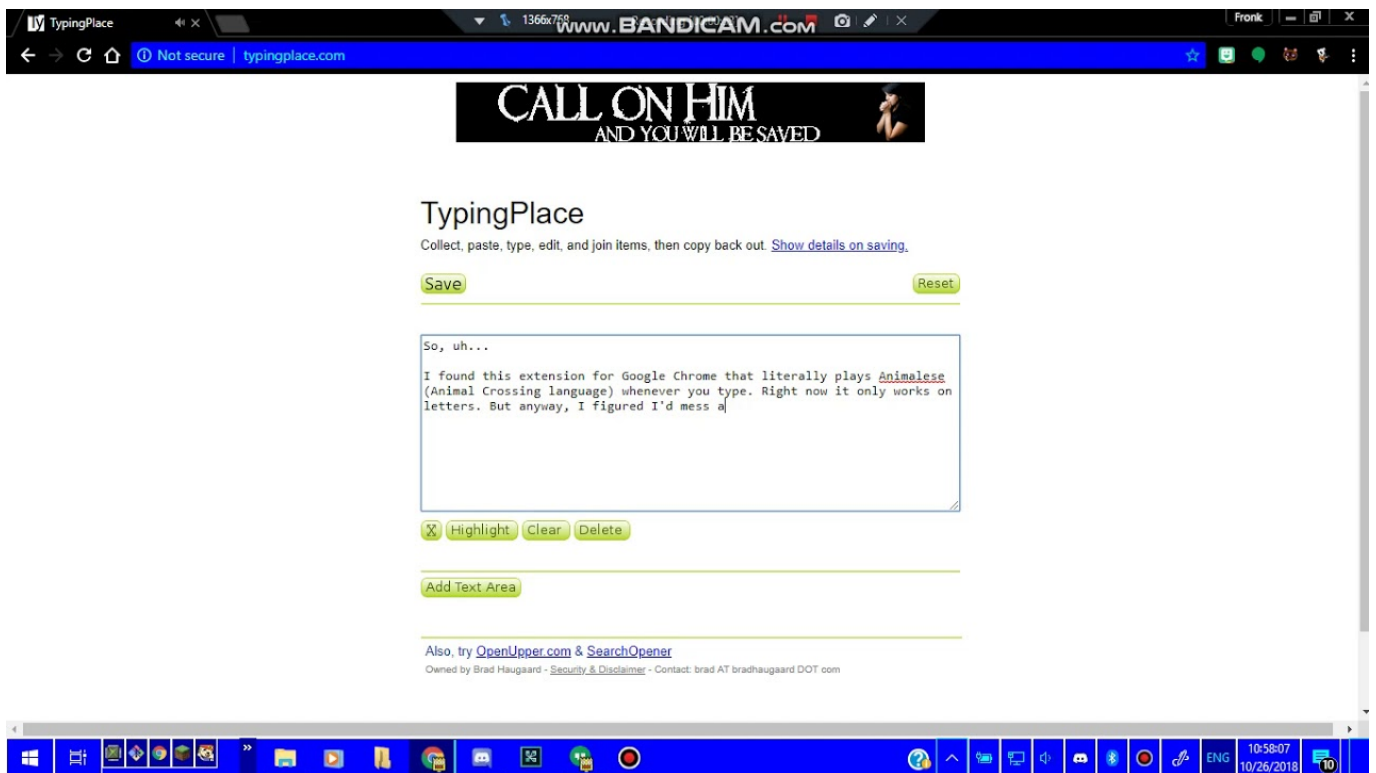 TypingPlace
1366x768
www.BANDICAM.com
Fronk
Not secure | typingplace.com
CALL ON HIM
AND YOU WILL BE SAVED
TypingPlace
Collect, paste, type, edit, and join items, then copy back out. Show details on saving.
Save
Reset
So, uh...
I found this extension for Google Chrome that literally plays Animalese
(Animal Crossing language) whenever you type. Right now it only works on
letters. But anyway, I figured I'd mess a
X Highlight Clear Delete
Add Text Area
Also, try OpenUpper.com & SearchOpener
Owned by Brad Haugaard - Security & Disclaimer - Contact: brad AT bradhaugaard DOT com
ENG
10:58:07
10/26/2018
10